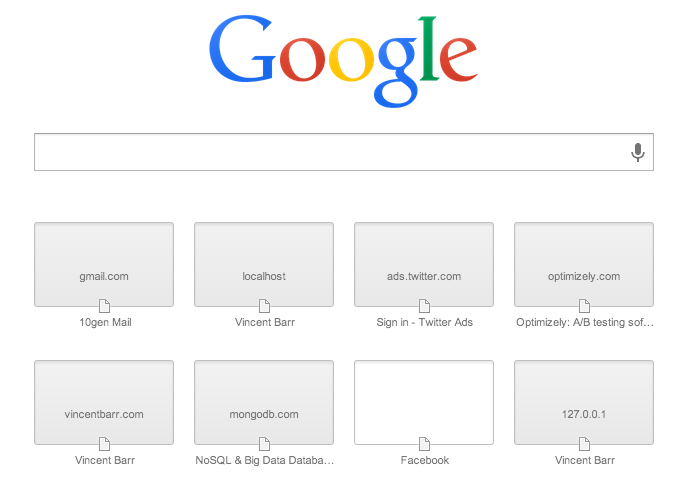 Google
gmail.com
localhost
ads.twitter.com
optimizely.com
10gen Mail
Vincent Barr
Sign in - Twitter Ads
Optimizely: A/B testing sof...
vincentbarr.com
mongodb.com
127.0.0.1
Vincent Barr
NoSQL & Big Data Databa...
Facebook
Vincent Barr